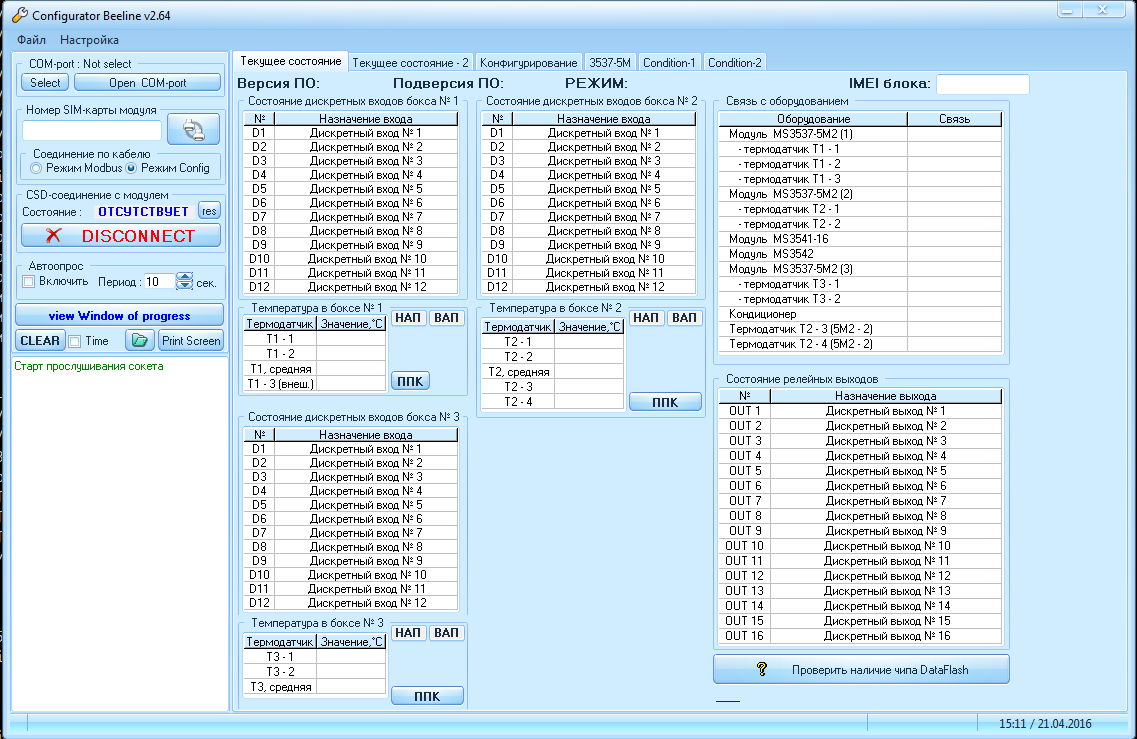 Configurator Beeline v2.64
Файл Настройка
COM-port : Not select
Select Open COM-port
Номер SIM-карты модуля
Соединение по кабелю
Режим Modbus Режим Config
CSD-соединение с модулем
Состояние : ОТСУТСТВУЕТ res
DISCONNECT
Автоопрос
Включить Период : 10 сек.
view Window of progress
CLEAR Time Print Screen
Старт прослушивания сокета
Текущее состояние Текущее состояние - 2 Конфигурирование 3537-5М Condition-1 Condition-2
Версия ПО: Подверсия ПО: РЕЖИМ: IMEI блока:
Состояние дискретных входов бокса № 1
№ Назначение входа
D1 Дискретный вход № 1
D2 Дискретный вход № 2
D3 Дискретный вход № 3
D4 Дискретный вход № 4
D5 Дискретный вход № 5
D6 Дискретный вход № 6
D7 Дискретный вход № 7
D8 Дискретный вход № 8
D9 Дискретный вход № 9
D10 Дискретный вход № 10
D11 Дискретный вход № 11
D12 Дискретный вход № 12
Температура в боксе № 1
Термодатчик Значение,°C НАП ВАП
T1 - 1
T1 - 2
T1, средняя
T1 - 3 (внеш.) ППК
Состояние дискретных входов бокса № 2
№ Назначение входа
D1 Дискретный вход № 1
D2 Дискретный вход № 2
D3 Дискретный вход № 3
D4 Дискретный вход № 4
D5 Дискретный вход № 5
D6 Дискретный вход № 6
D7 Дискретный вход № 7
D8 Дискретный вход № 8
D9 Дискретный вход № 9
D10 Дискретный вход № 10
D11 Дискретный вход № 11
D12 Дискретный вход № 12
Температура в боксе № 2
Термодатчик Значение,°C НАП ВАП
T2 - 1
T2 - 2
T2, средняя
T2 - 3
T2 - 4 ППК
Состояние дискретных входов бокса № 3
№ Назначение входа
D1 Дискретный вход № 1
D2 Дискретный вход № 2
D3 Дискретный вход № 3
D4 Дискретный вход № 4
D5 Дискретный вход № 5
D6 Дискретный вход № 6
D7 Дискретный вход № 7
D8 Дискретный вход № 8
D9 Дискретный вход № 9
D10 Дискретный вход № 10
D11 Дискретный вход № 11
D12 Дискретный вход № 12
Температура в боксе № 3
Термодатчик Значение,°C НАП ВАП
T3 - 1
T3 - 2
T3, средняя ППК
Связь с оборудованием
Оборудование Связь
Модуль MS3537-5M2 (1)
- термодатчик T1 - 1
- термодатчик T1 - 2
- термодатчик T1 - 3
Модуль MS3537-5M2 (2)
- термодатчик T2 - 1
- термодатчик T2 - 2
Модуль MS3541-16
Модуль MS3542
Модуль MS3537-5M2 (3)
- термодатчик T3 - 1
- термодатчик T3 - 2
Кондиционер
Термодатчик T2 - 3 (5M2 - 2)
Термодатчик T2 - 4 (5M2 - 2)
Состояние релейных выходов
№ Назначение выхода
OUT 1 Дискретный выход № 1
OUT 2 Дискретный выход № 2
OUT 3 Дискретный выход № 3
OUT 4 Дискретный выход № 4
OUT 5 Дискретный выход № 5
OUT 6 Дискретный выход № 6
OUT 7 Дискретный выход № 7
OUT 8 Дискретный выход № 8
OUT 9 Дискретный выход № 9
OUT 10 Дискретный выход № 10
OUT 11 Дискретный выход № 11
OUT 12 Дискретный выход № 12
OUT 13 Дискретный выход № 13
OUT 14 Дискретный выход № 14
OUT 15 Дискретный выход № 15
OUT 16 Дискретный выход № 16
? Проверить наличие чипа DataFlash
15:11 / 21.04.2016